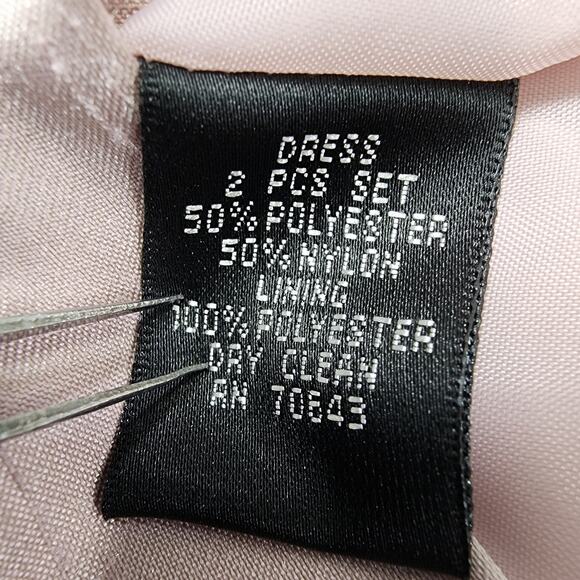 DRESS
2 PCS SET
50% POLYESTER
50% NYLON
LINING
100% POLYESTER
DRY CLEAN
RN 70643